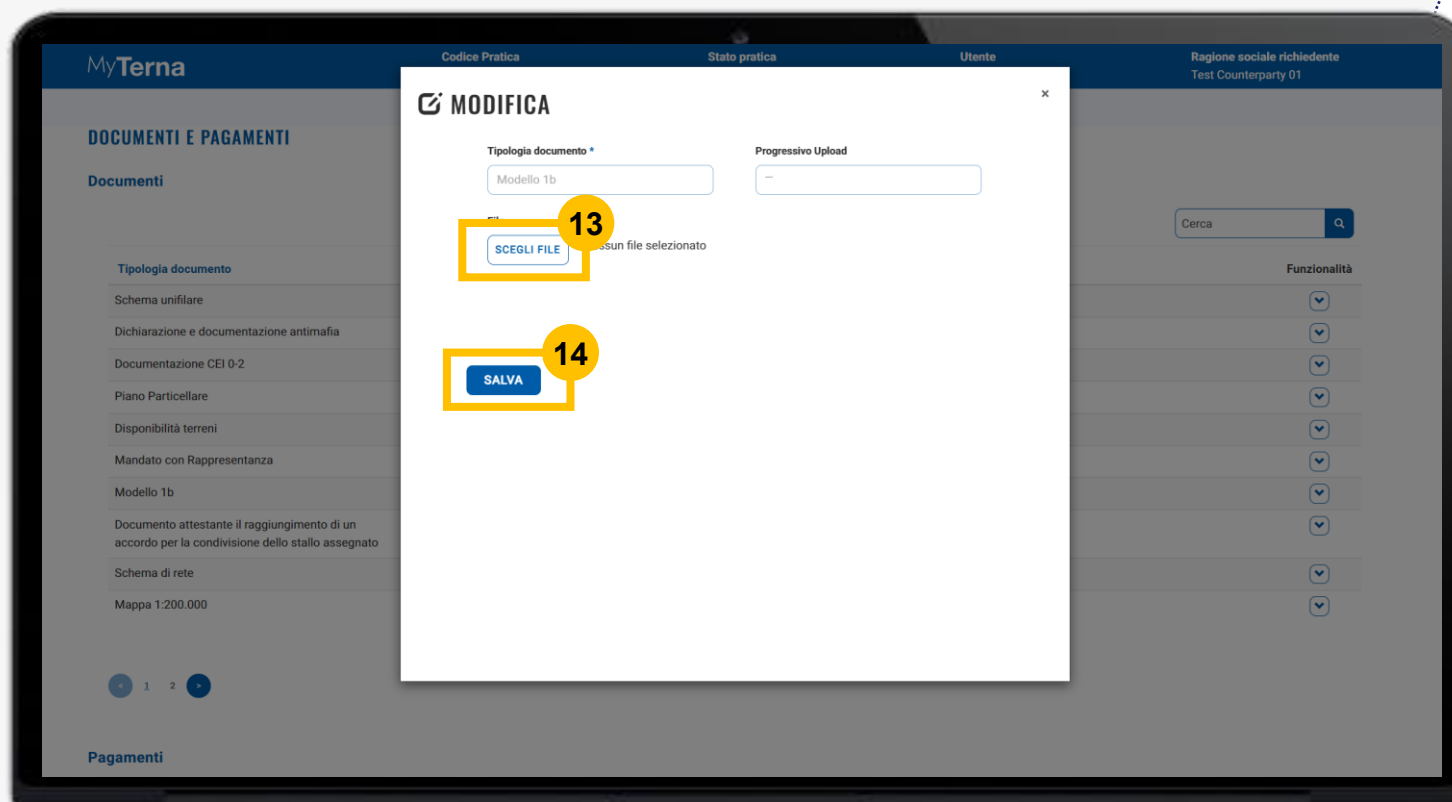 MyTerna
Codice Pratica
Stato pratica
Utente
Ragione sociale richiedente
Test Counterparty 01
MODIFICA
×
DOCUMENTI E PAGAMENTI
Documenti
Tipologia documento *
Progressivo Upload
Modello 1b
—
13
SCEGLI FILE
file selezionato
14
SALVA
Cerca
Tipologia documento
Funzionalità
Schema unifilare
Dichiarazione e documentazione antimafia
Documentazione CEI 0-2
Piano Particellare
Disponibilità terreni
Mandato con Rappresentanza
Modello 1b
Documento attestante il raggiungimento di un
accordo per la condivisione dello stallo assegnato
Schema di rete
Mappa 1:200.000
< 1 2 >
Pagamenti